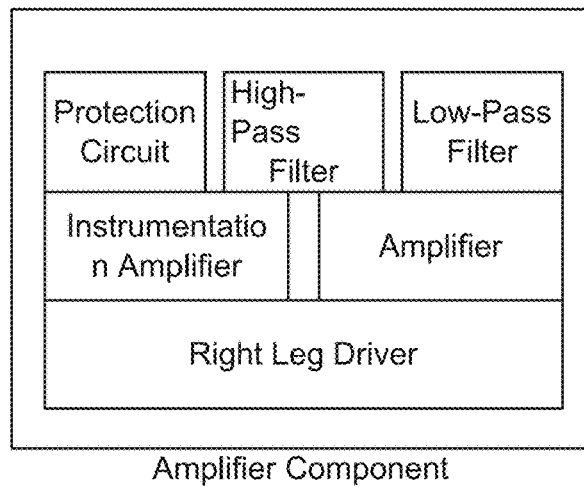 Protection
Circuit
High-
Pass
Filter
Low-Pass
Filter
Instrumentatio
n Amplifier
Amplifier
Right Leg Driver
Amplifier Component